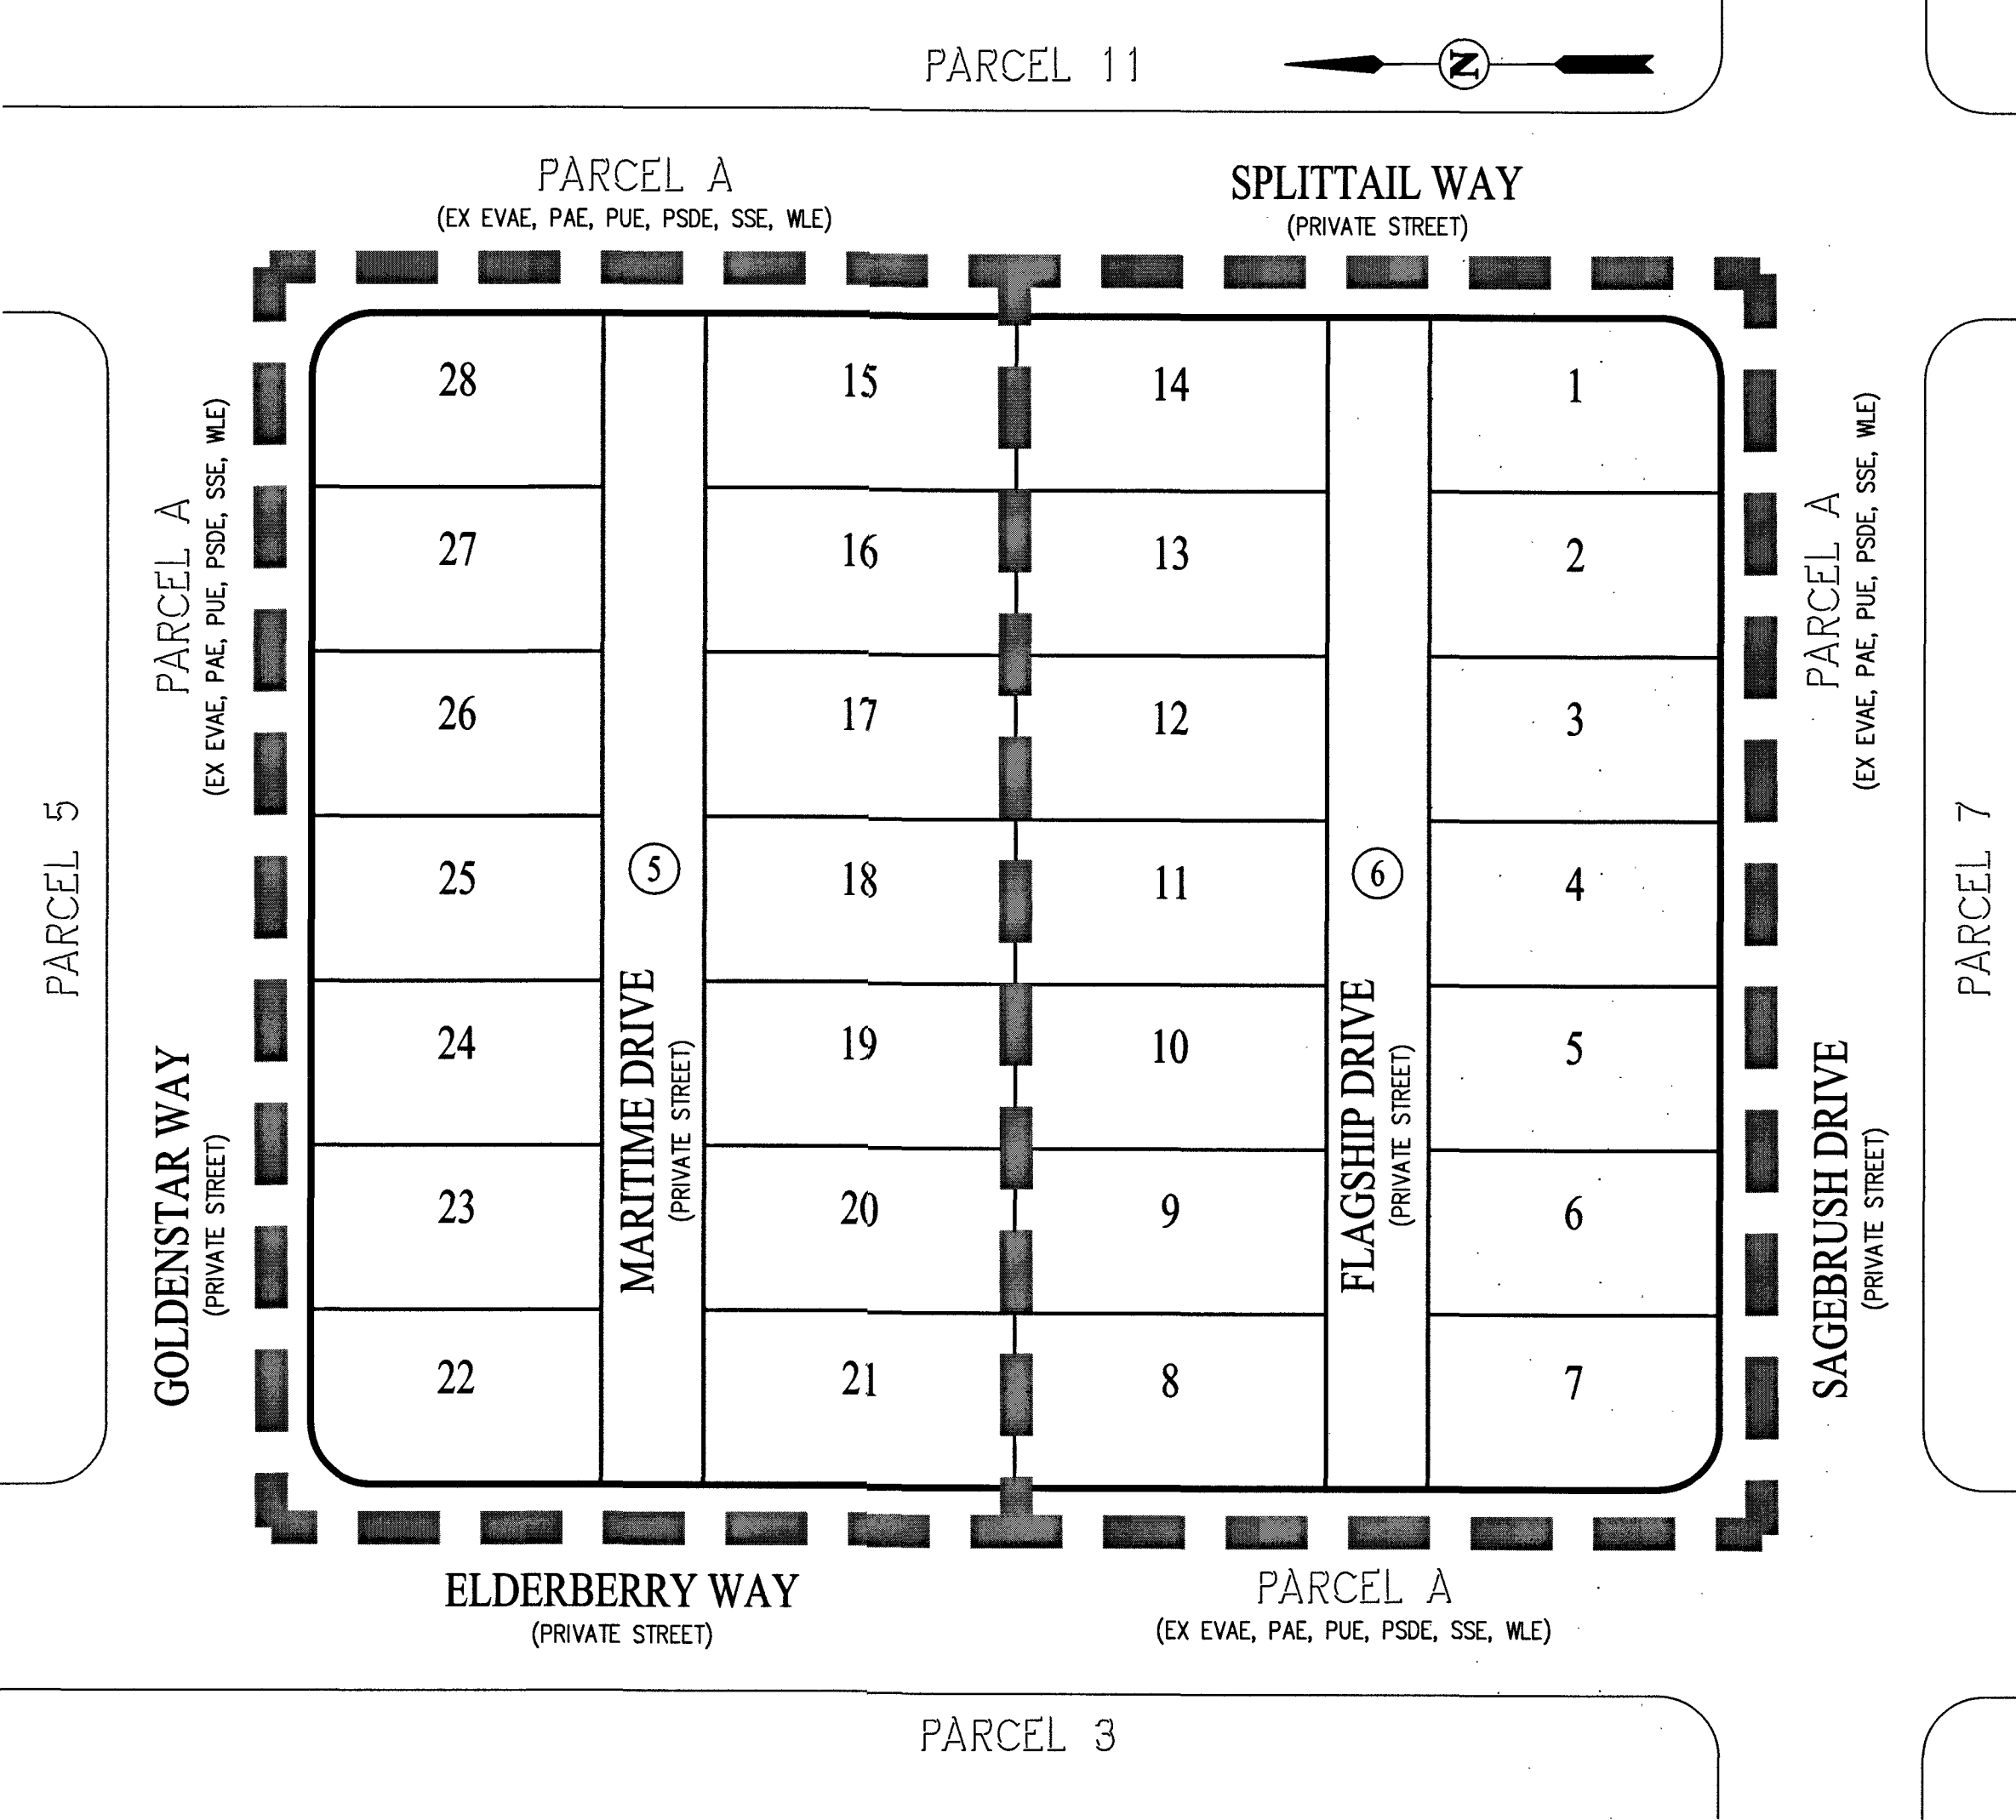 PARCEL 11
N
PARCEL A
(EX EVAE, PAE, PUE, PSDE, SSE, WLE)
SPLITTAIL WAY
(PRIVATE STREET)
28
15
14
1
27
16
13
2
26
17
12
3
25
18
11
4
24
19
10
5
23
20
9
6
22
21
8
7
5
6
MARITIME DRIVE
(PRIVATE STREET)
FLAGSHIP DRIVE
(PRIVATE STREET)
PARCEL A
(EX EVAE, PAE, PUE, PSDE, SSE, WLE)
GOLDENSTAR WAY
(PRIVATE STREET)
PARCEL 5
PARCEL A
(EX EVAE, PAE, PUE, PSDE, SSE, WLE)
SAGEBRUSH DRIVE
(PRIVATE STREET)
PARCEL 7
ELDERBERRY WAY
(PRIVATE STREET)
PARCEL A
(EX EVAE, PAE, PUE, PSDE, SSE, WLE)
PARCEL 3